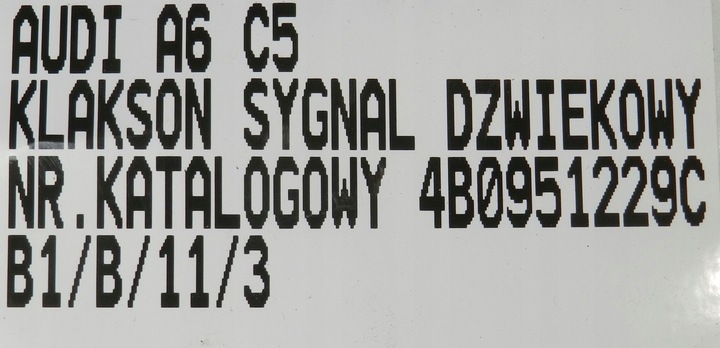 AUDI A6 C5
KLAKSON SYGNAL DZWIEKOWY
NR.KATALOGOWY 4B0951229C
B1/B/11/3